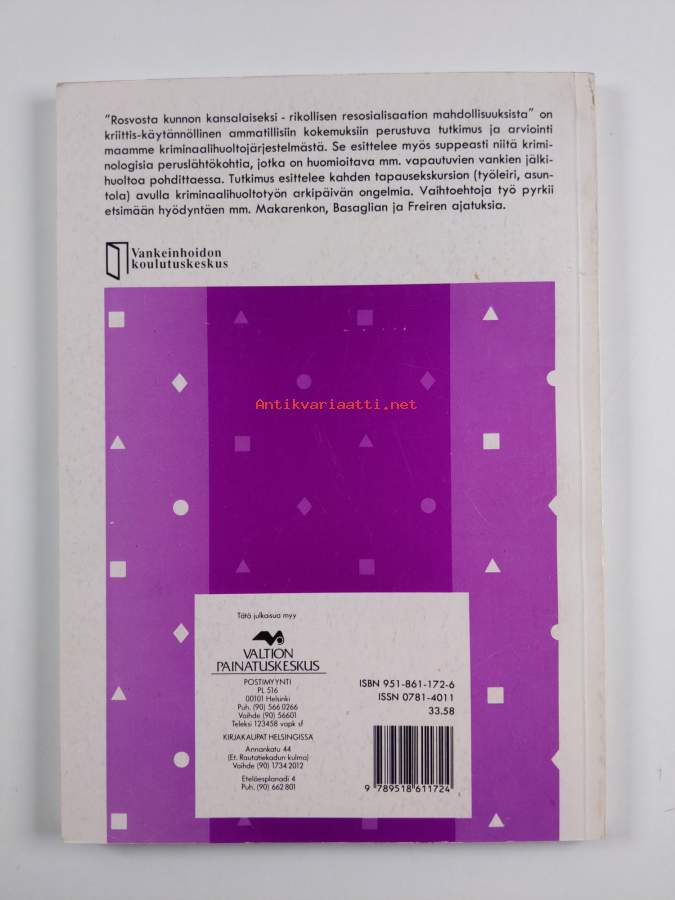 "Rosvosta kunnon kansalaiseksi - rikollisen resosialisaation mahdollisuuksista" on
kriittis-käytännöllinen ammatillisiin kokemuksiin perustuva tutkimus ja arviointi
maamme kriminaalihuoltojärjestelmästä. Se esittelee myös suppeasti niitä krimi-
nologisia peruslähtökohtia, jotka on huomioitava mm. vapautuvien vankien jälki-
huoltoa pohdittaessa. Tutkimus esittelee kahden tapausekskursion (työleiri, asun-
tola) avulla kriminaalihuoltotyön arkipäivän ongelmia. Vaihtoehtoja työ pyrkii
etsimään hyödyntäen mm. Makarenkon, Basaglian ja Freiren ajatuksia.
Vankeinhoidon
koulutuskeskus
Antikvariaatti.net
Tätä julkaisua myy
VALTION
PAINATUSKESKUS
POSTIMYYNTI
PL 516
00101 Helsinki
Puh. (90) 566 0266
Vaihde (90) 56601
Teleksi 123458 vapk sf
KIRJAKAUPAT HELSINGISSÄ
Annankatu 44
(Et. Rautatiekadun kulma)
Vaihde (90) 1734 2012
Eteläesplanadi 4
Puh. (90) 662 801
ISBN 951-861-172-6
ISSN 0781-4011
33.58
9 789518 611724